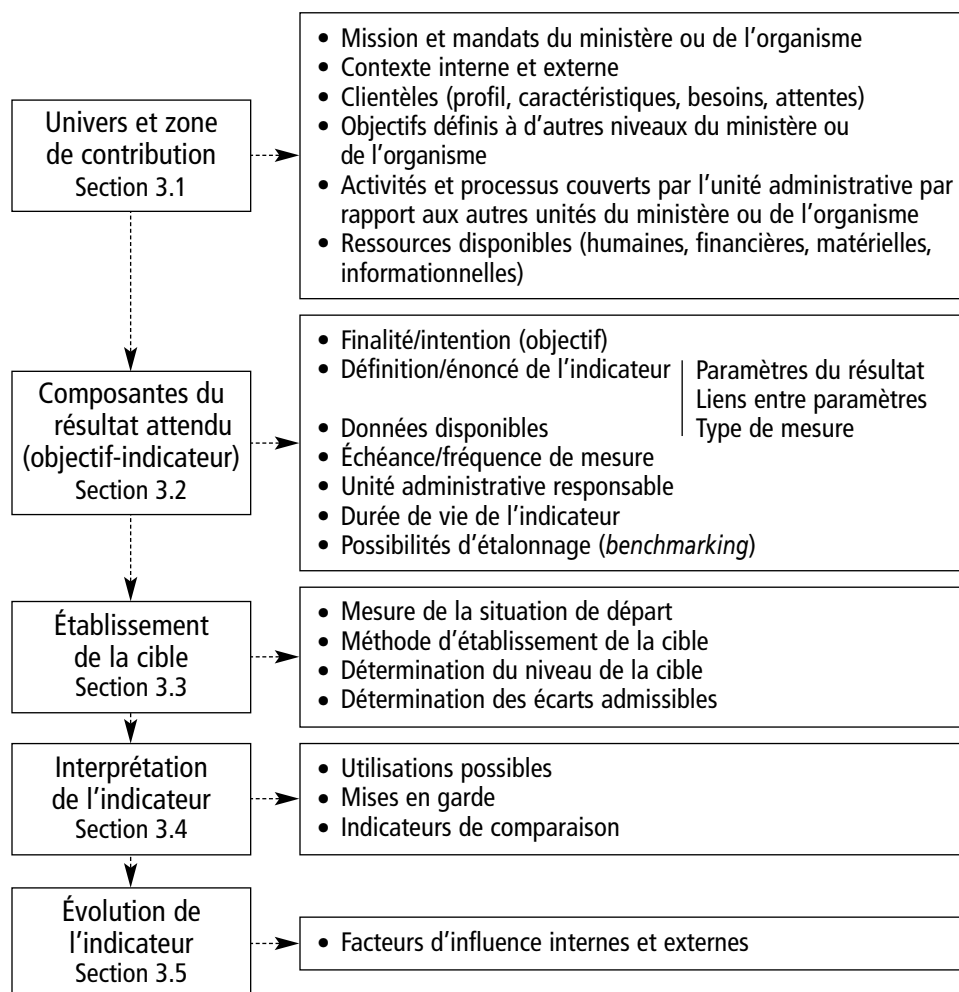 Univers et zone
de contribution
Section 3.1
• Mission et mandats du ministère ou de l'organisme
• Contexte interne et externe
• Clientèles (profil, caractéristiques, besoins, attentes)
• Objectifs définis à d'autres niveaux du ministère ou
de l'organisme
• Activités et processus couverts par l'unité administrative par
rapport aux autres unités du ministère ou de l'organisme
• Ressources disponibles (humaines, financières, matérielles,
informationnelles)
Composantes du
résultat attendu
(objectif-indicateur)
Section 3.2
• Finalité/intention (objectif)
• Définition/énoncé de l'indicateur
Paramètres du résultat
Liens entre paramètres
Type de mesure
• Données disponibles
• Échéance/fréquence de mesure
• Unité administrative responsable
• Durée de vie de l'indicateur
• Possibilités d'étalonnage (benchmarking)
Établissement
de la cible
Section 3.3
• Mesure de la situation de départ
• Méthode d'établissement de la cible
• Détermination du niveau de la cible
• Détermination des écarts admissibles
Interprétation
de l'indicateur
Section 3.4
• Utilisations possibles
• Mises en garde
• Indicateurs de comparaison
Évolution de
l'indicateur
Section 3.5
• Facteurs d'influence internes et externes